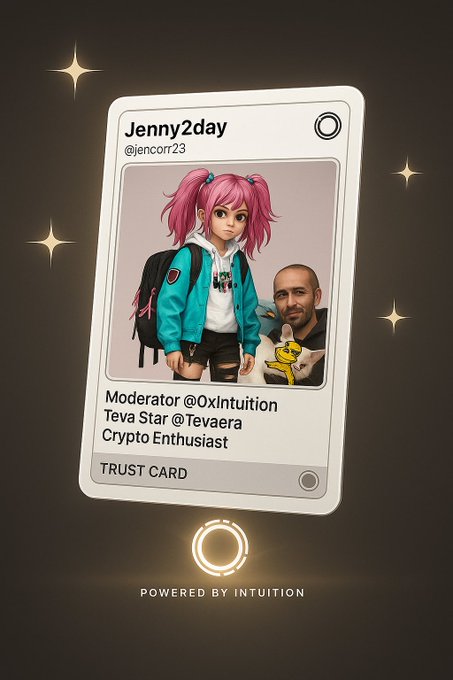 Jenny2day
@jencorr23
Moderator @0xIntuition
Teva Star @Tevaera
Crypto Enthusiast
TRUST CARD
POWERED BY INTUITION